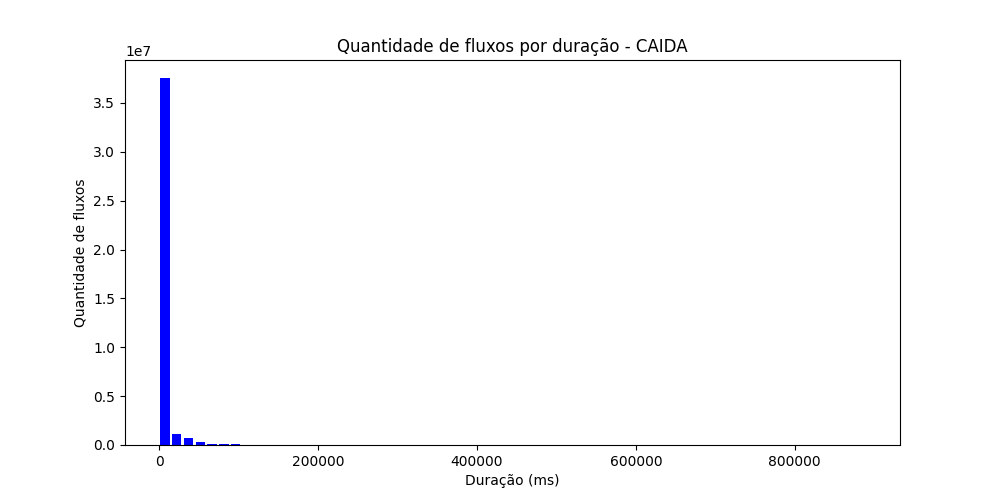 Quantidade de fluxos por duração - CAIDA
1e7
3.5
3.0
2.5
2.0
1.5
1.0
0.5
0.0
Quantidade de fluxos
0 200000 400000 600000 800000
Duração (ms)